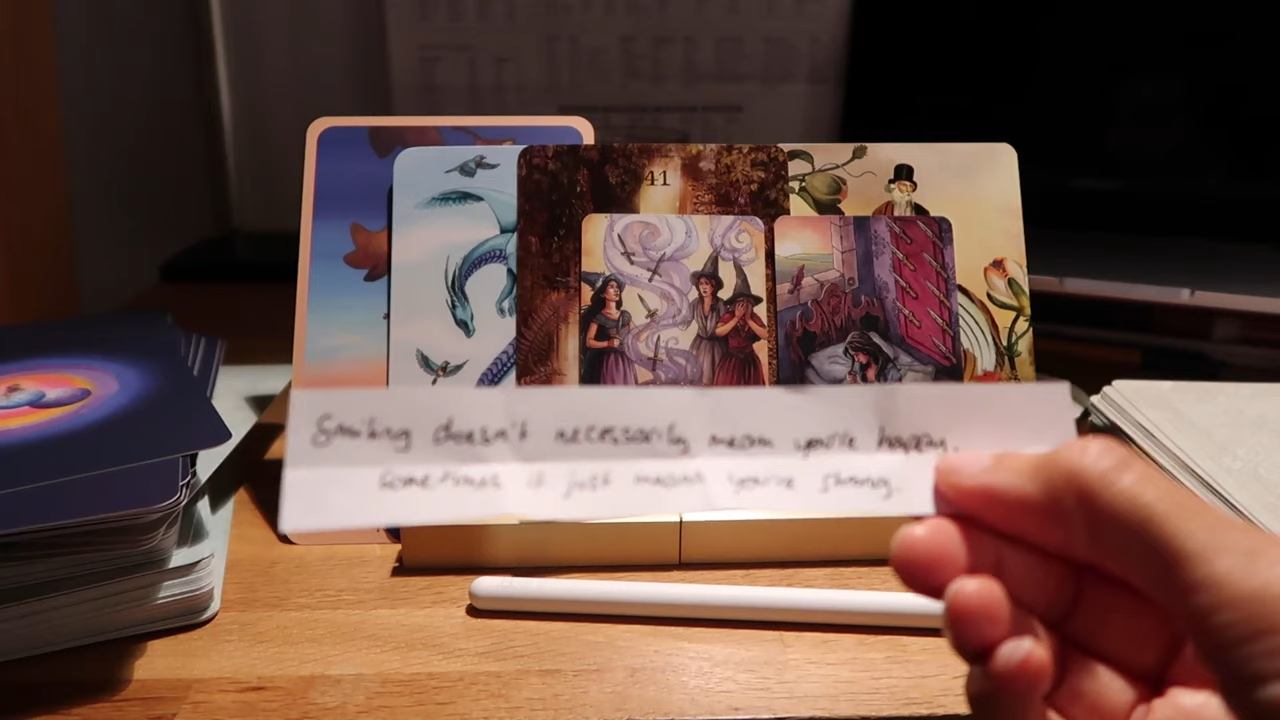 41
Smiling doesn't necessarily mean you're happy.
Sometimes it just means you're strong.